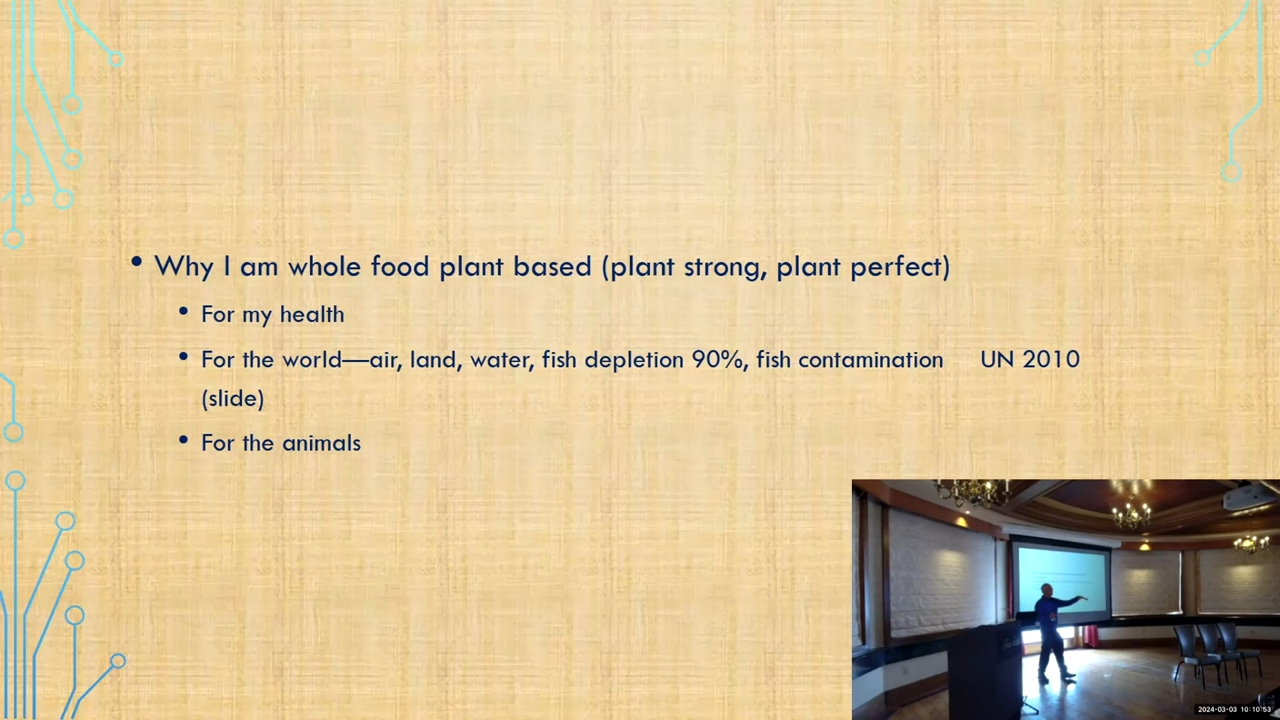 • Why I am whole food plant based (plant strong, plant perfect)
• For my health
• For the world—air, land, water, fish depletion 90%, fish contamination UN 2010
(slide)
• For the animals
2024-03-03 10:10:53